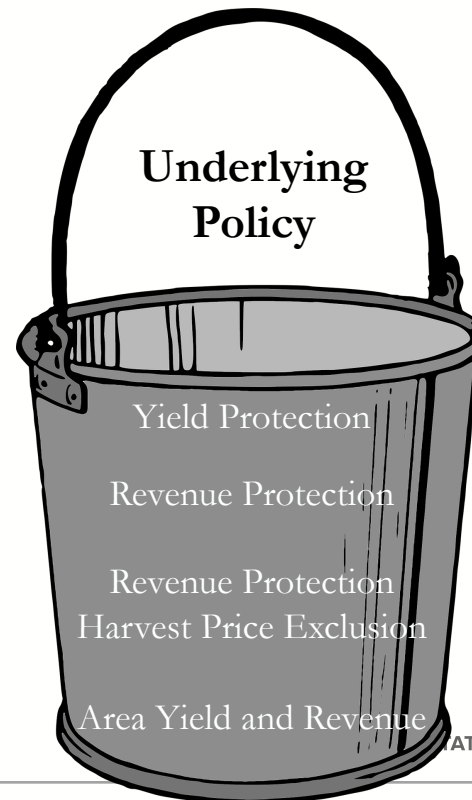 Underlying
Policy
Yield Protection
Revenue Protection
Revenue Protection
Harvest Price Exclusion
Area Yield and Revenue